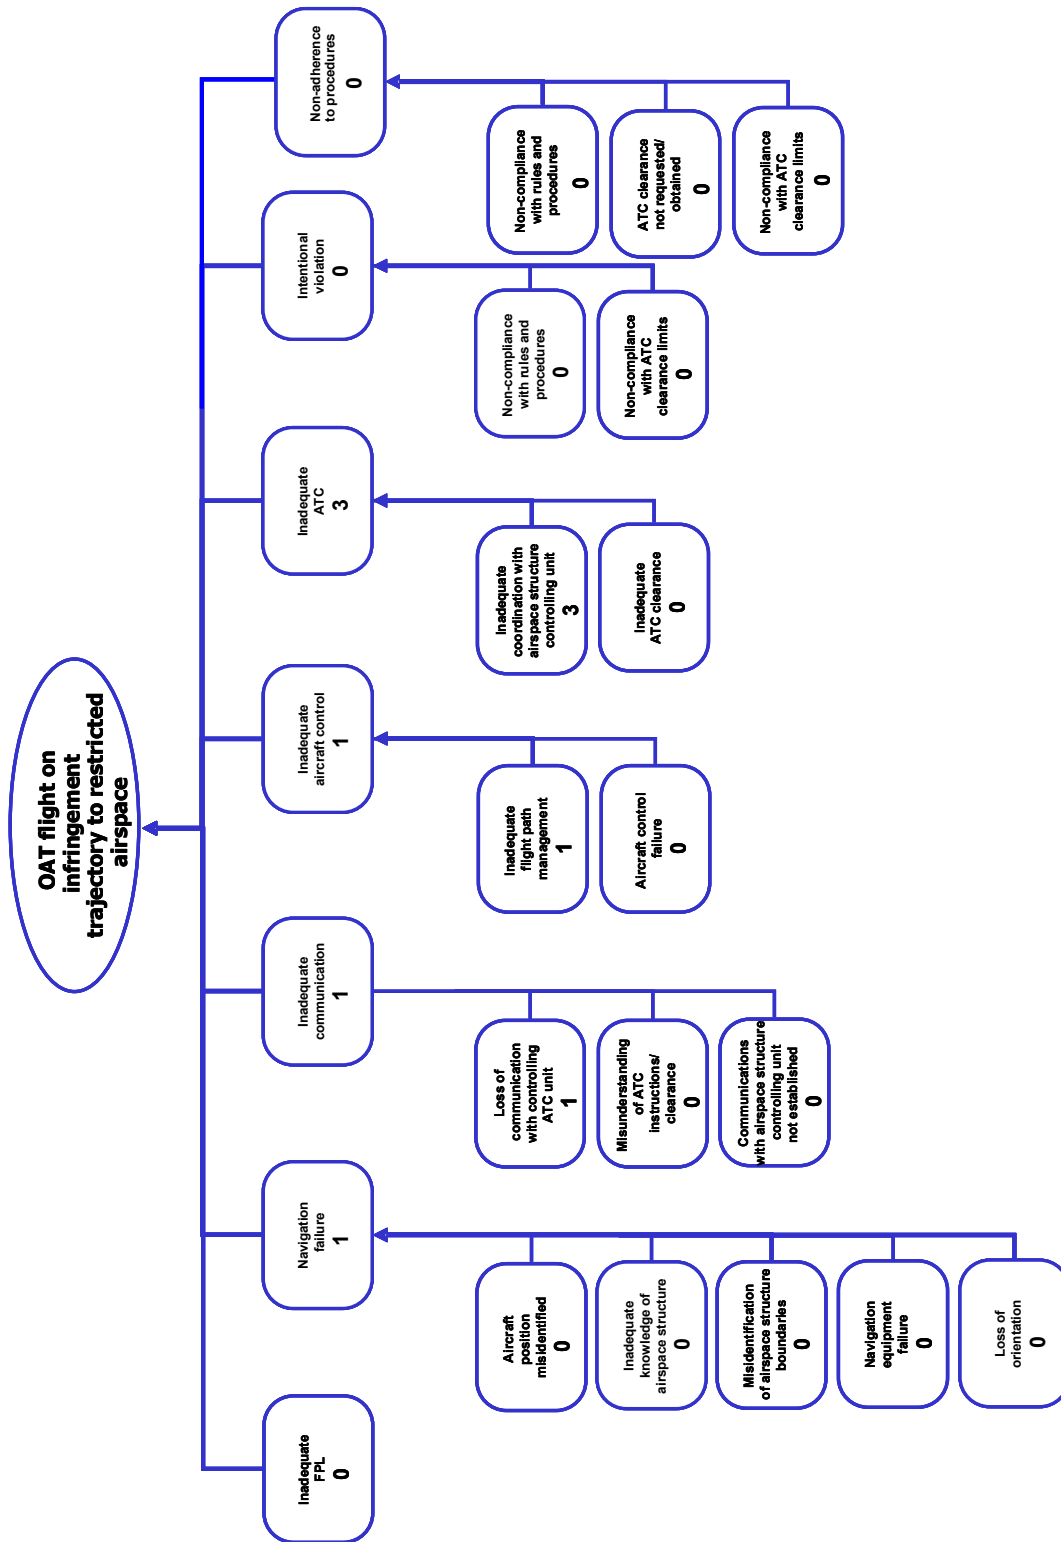 OAT flight on
infringement
trajectory to restricted
airspace
Inadequate
FPL
0
Navigation
failure
1
Inadequate
communication
1
Inadequate
aircraft control
1
Inadequate
ATC
3
Intentional
violation
0
Non-adherence
to procedures
0
Aircraft
position
misidentified
0
Inadequate
knowledge of
airspace structure
0
Misidentification
of airspace structure
boundaries
0
Navigation
equipment
failure
0
Loss of
orientation
0
Loss of
communication
with controlling
ATC unit
1
Misunderstanding
of ATC
instructions/
clearance
0
Communications
with airspace structure
controlling unit
not established
0
Inadequate
flight path
management
1
Aircraft control
failure
0
Inadequate
coordination with
airspace structure
controlling unit
3
Inadequate
ATC clearance
0
Non-compliance
with rules and
procedures
0
Non-compliance
with ATC
clearance limits
0
Non-compliance
with rules and
procedures
0
ATC clearance
not requested/
obtained
0
Non-compliance
with ATC
clearance limits
0